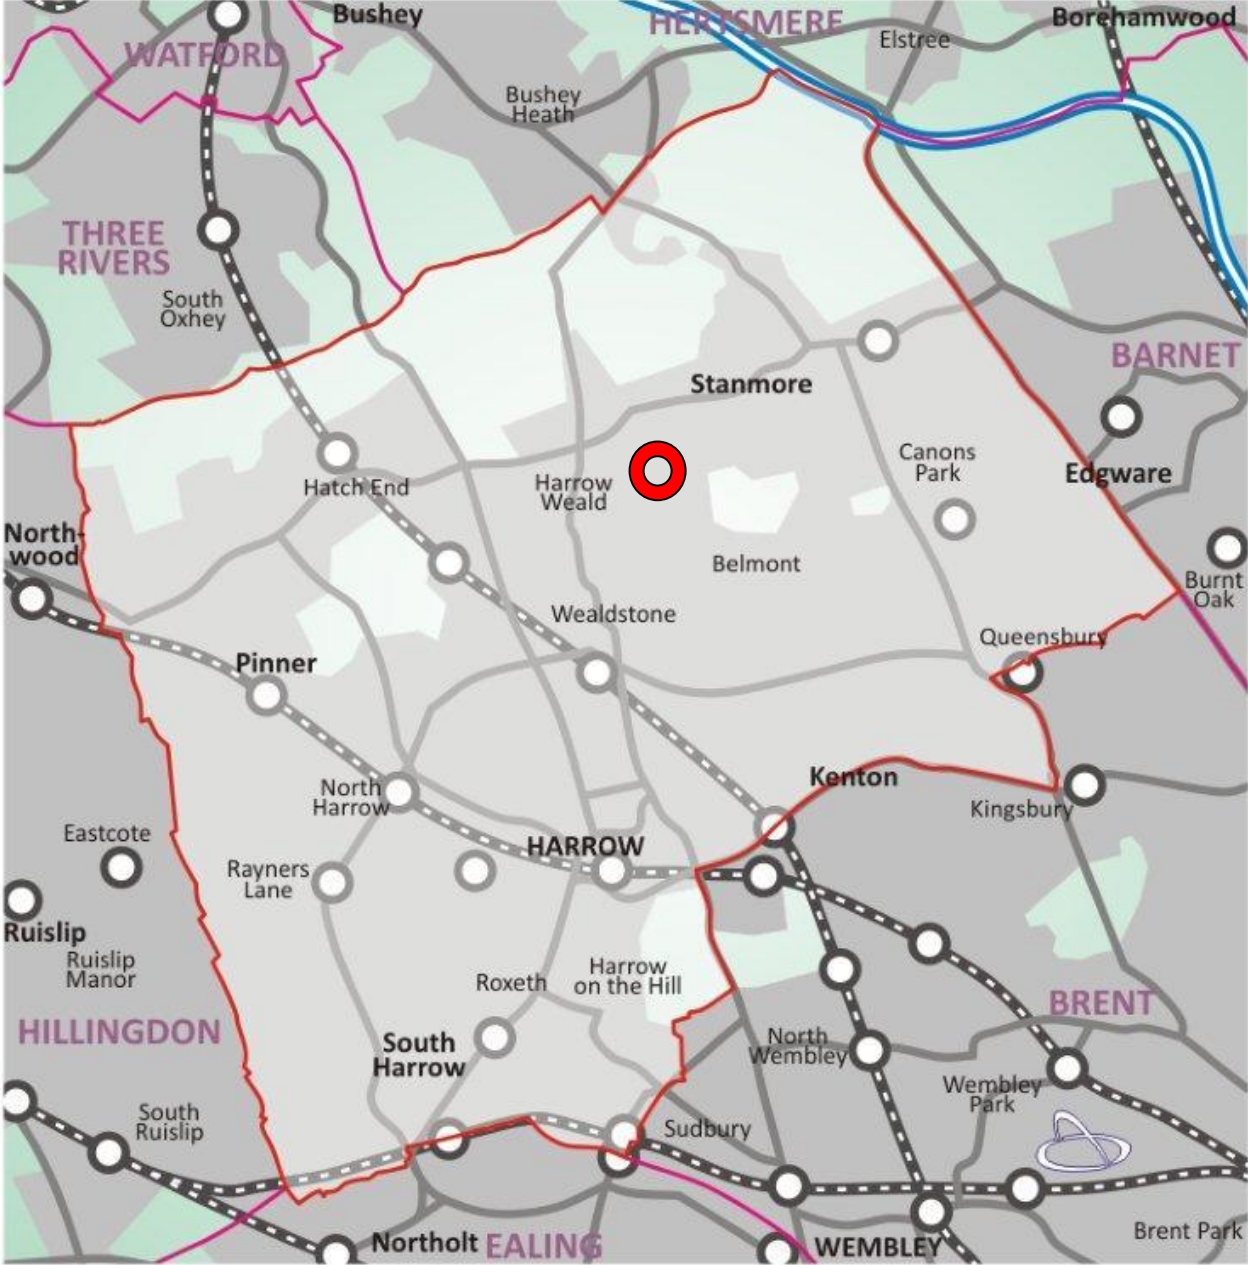 Bushey
HERTSMERE
Borehamwood
Elstree
WATFORD
Bushey
Heath
THREE
RIVERS
South
Oxhey
BARNET
Stanmore
Canons
Park
Edgware
Hatch End
Harrow
Weald
North-
wood
Belmont
Burnt
Oak
Wealdstone
Queensbury
Pinner
Kenton
North
Harrow
Kingsbury
Eastcote
HARROW
Rayners
Lane
Ruislip
Ruislip
Manor
Roxeth
Harrow
on the Hill
BRENT
HILLINGDON
South
Harrow
North
Wembley
Wembley
Park
South
Ruislip
Sudbury
Brent Park
Northolt
EALING
WEMBLEY